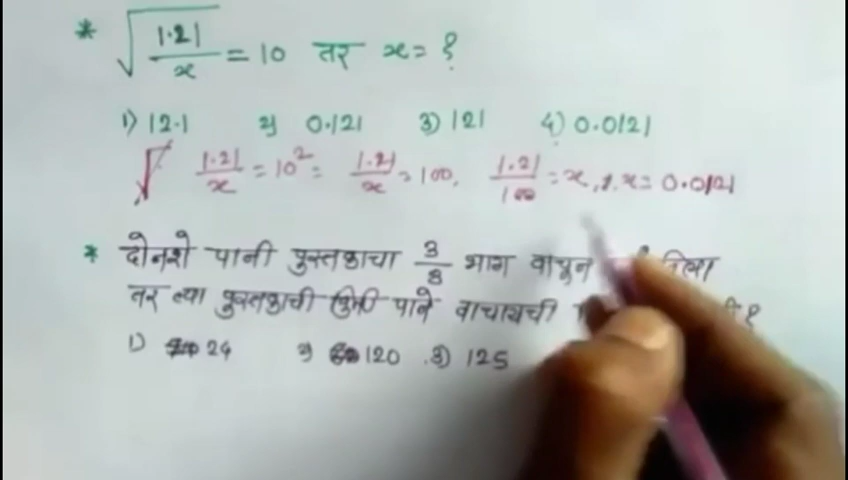 * √(1.21/x) = 10 तर x = ?
1) 12.1 2) 0.121 3) 121 4) 0.0121
√ 1.21/x = 10² = 1.21/x = 100, 1.21/100 = x, x = 0.0121
* दोनशे पानी पुस्तकाचा 3/8 भाग वाचून
तर त्या पुस्तकाची किती पाने वाचायची
1) 24 2) 120 3) 125